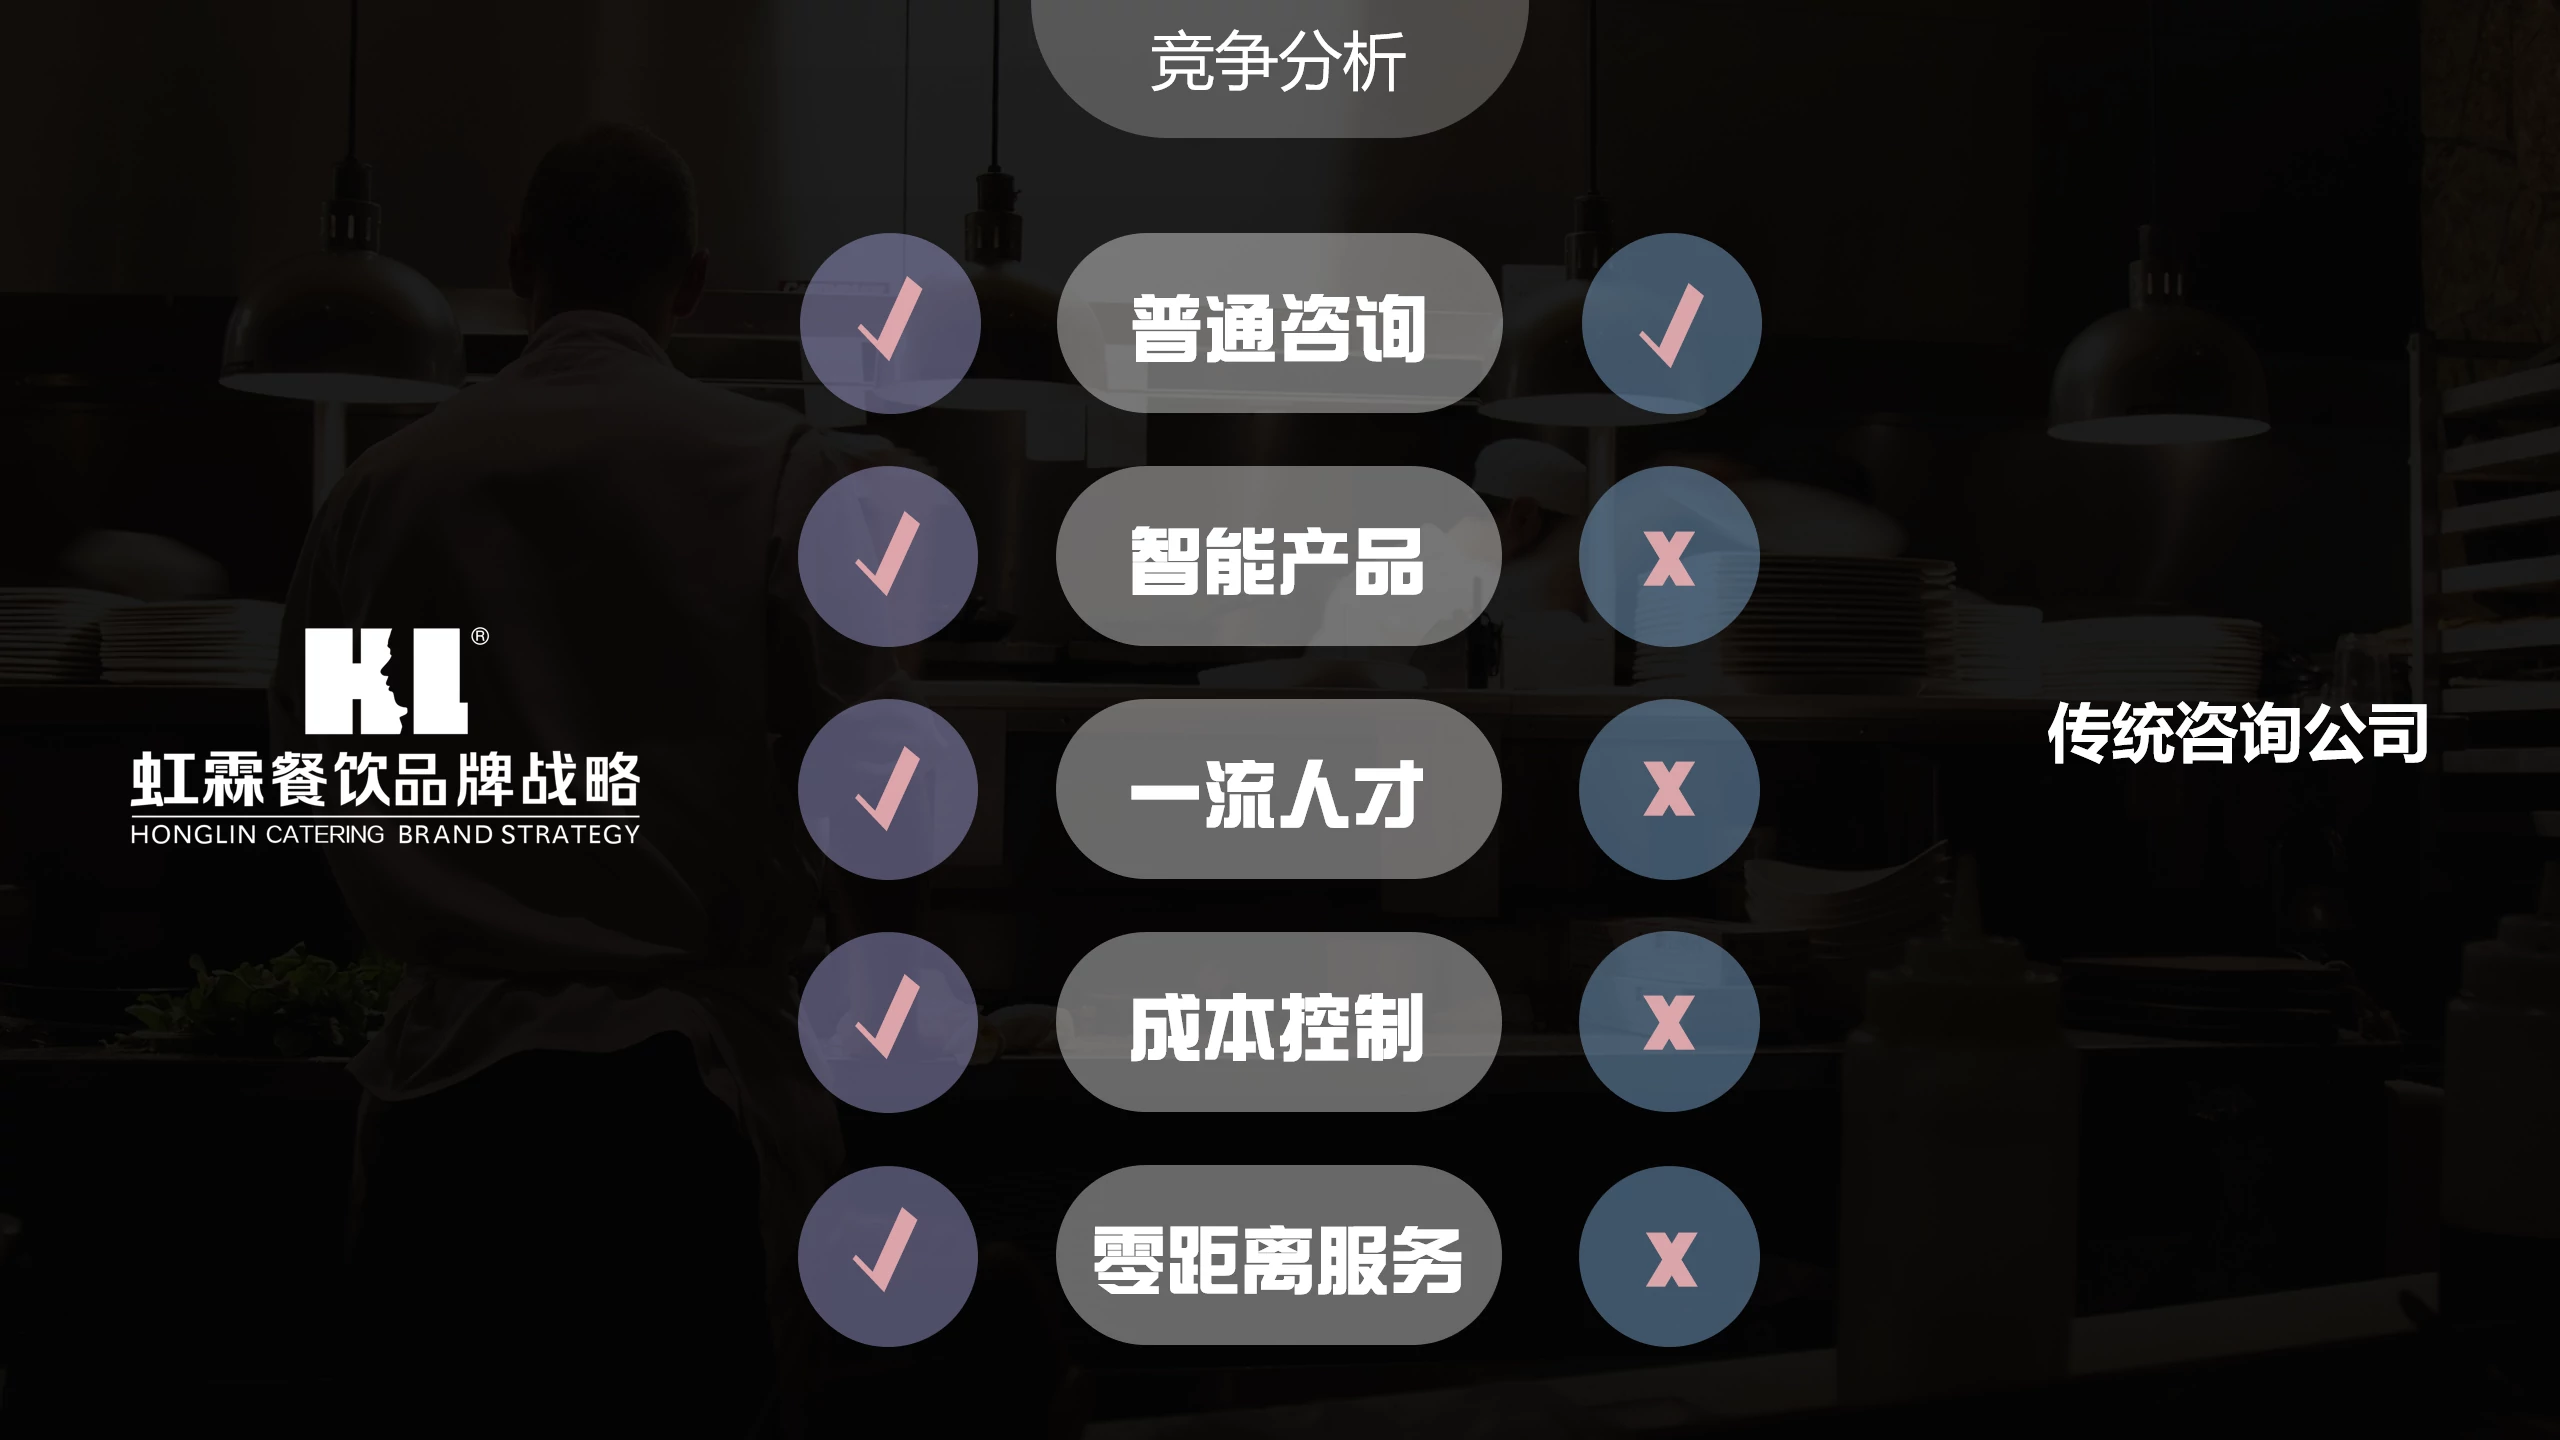 竞争分析
✓ 普通咨询 ✓
✓ 智能产品 X
✓ 一流人才 X
✓ 成本控制 X
✓ 零距离服务 X
HL®
虹霖餐饮品牌战略
HONGLIN CATERING BRAND STRATEGY
传统咨询公司